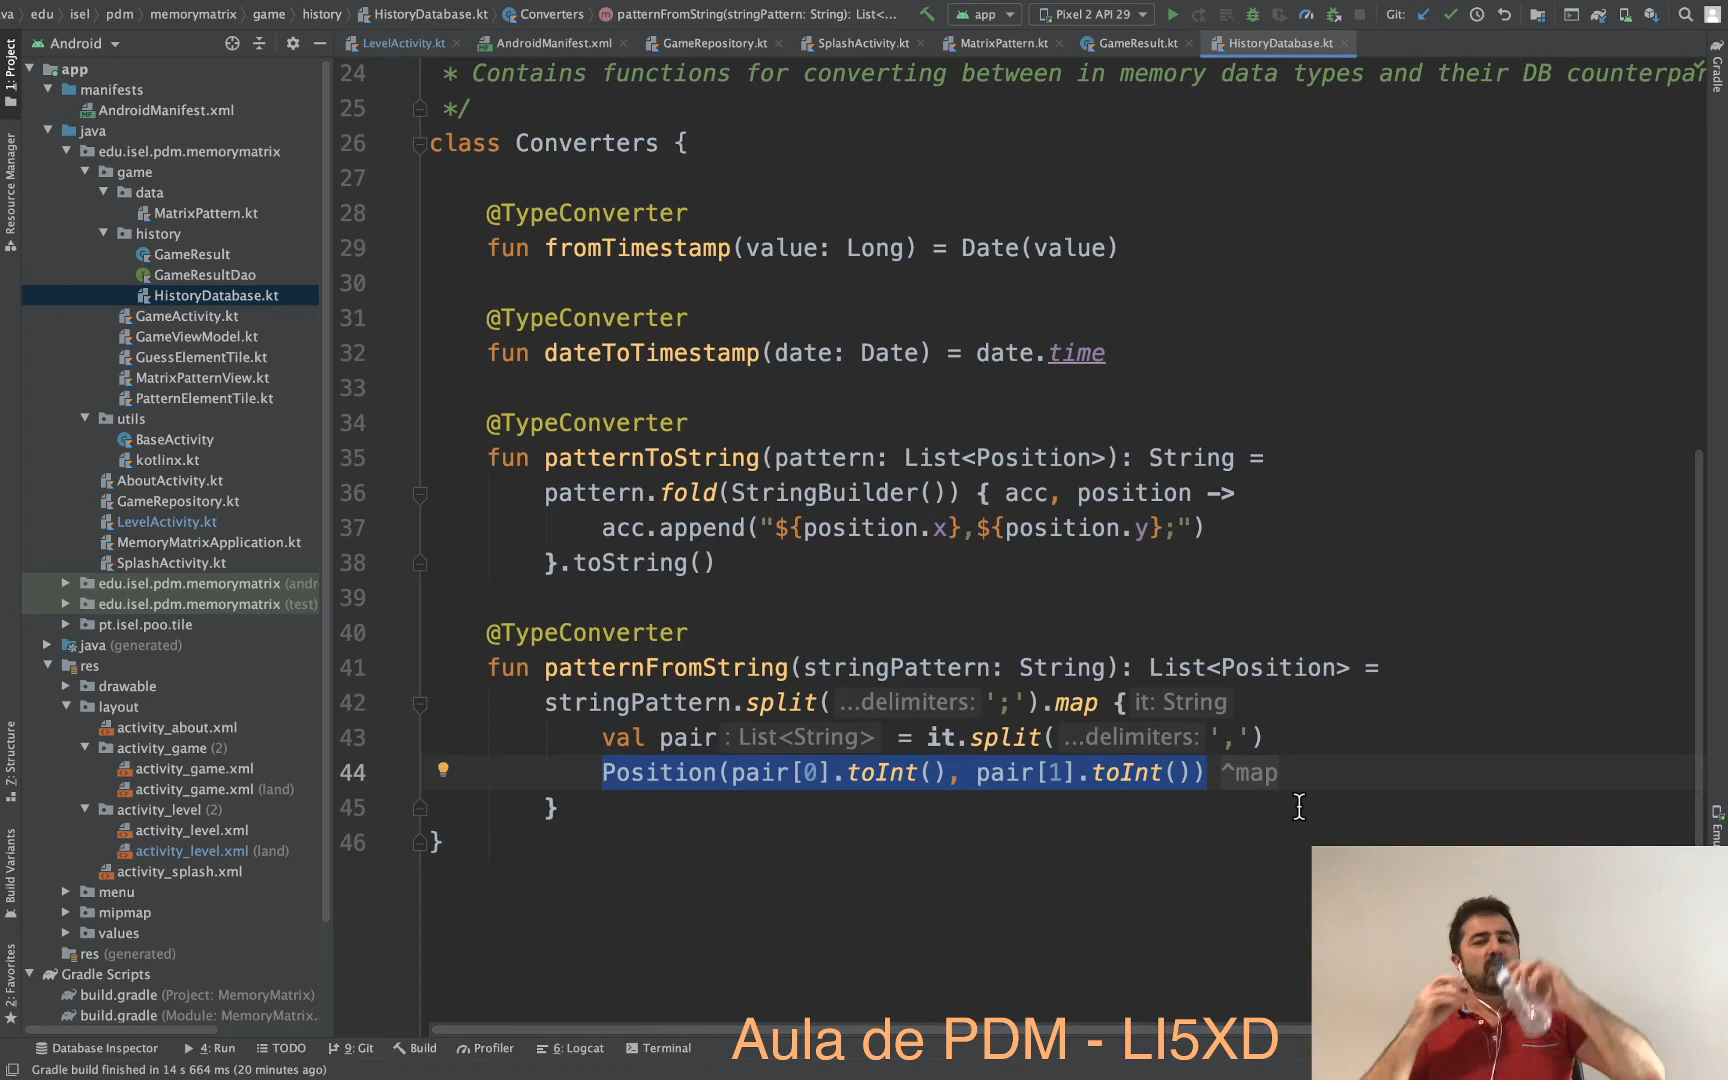 va
edu
isel
pdm
memorymatrix
game
history
HistoryDatabase.kt
Converters
patternFromString(stringPattern: String): List<...
app
Pixel 2 API 29
Git:
1: Project
Resource Manager
Z: Structure
Build Variants
2: Favorites
Android
LevelActivity.kt
AndroidManifest.xml
GameRepository.kt
SplashActivity.kt
MatrixPattern.kt
GameResult.kt
HistoryDatabase.kt
Gradle
app
manifests
AndroidManifest.xml
java
edu.isel.pdm.memorymatrix
game
data
MatrixPattern.kt
history
GameResult
GameResultDao
HistoryDatabase.kt
GameActivity.kt
GameViewModel.kt
GuessElementTile.kt
MatrixPatternView.kt
PatternElementTile.kt
utils
BaseActivity
kotlinx.kt
AboutActivity.kt
GameRepository.kt
LevelActivity.kt
MemoryMatrixApplication.kt
SplashActivity.kt
edu.isel.pdm.memorymatrix (andr
edu.isel.pdm.memorymatrix (test)
pt.isel.poo.tile
java (generated)
res
drawable
layout
activity_about.xml
activity_game (2)
activity_game.xml
activity_game.xml (land)
activity_level (2)
activity_level.xml
activity_level.xml (land)
activity_splash.xml
menu
mipmap
values
res (generated)
Gradle Scripts
build.gradle (Project: MemoryMatrix)
build.gradle (Module: MemoryMatrix.
24 * Contains functions for converting between in memory data types and their DB counterpar
25 */
26 class Converters {
27
28 @TypeConverter
29 fun fromTimestamp(value: Long) = Date(value)
30
31 @TypeConverter
32 fun dateToTimestamp(date: Date) = date.time
33
34 @TypeConverter
35 fun patternToString(pattern: List<Position>): String =
36 pattern.fold(StringBuilder()) { acc, position ->
37 acc.append("${position.x},${position.y};")
38 }.toString()
39
40 @TypeConverter
41 fun patternFromString(stringPattern: String): List<Position> =
42 stringPattern.split( ...delimiters: ';').map { it: String
43 val pair : List<String> = it.split( ...delimiters: ',')
44 Position(pair[0].toInt(), pair[1].toInt()) ^map
45 }
46 }
Emu
Aula de PDM - LI5XD
Database Inspector
4: Run
TODO
9: Git
Build
Profiler
6: Logcat
Terminal
Gradle build finished in 14 s 664 ms (20 minutes ago)